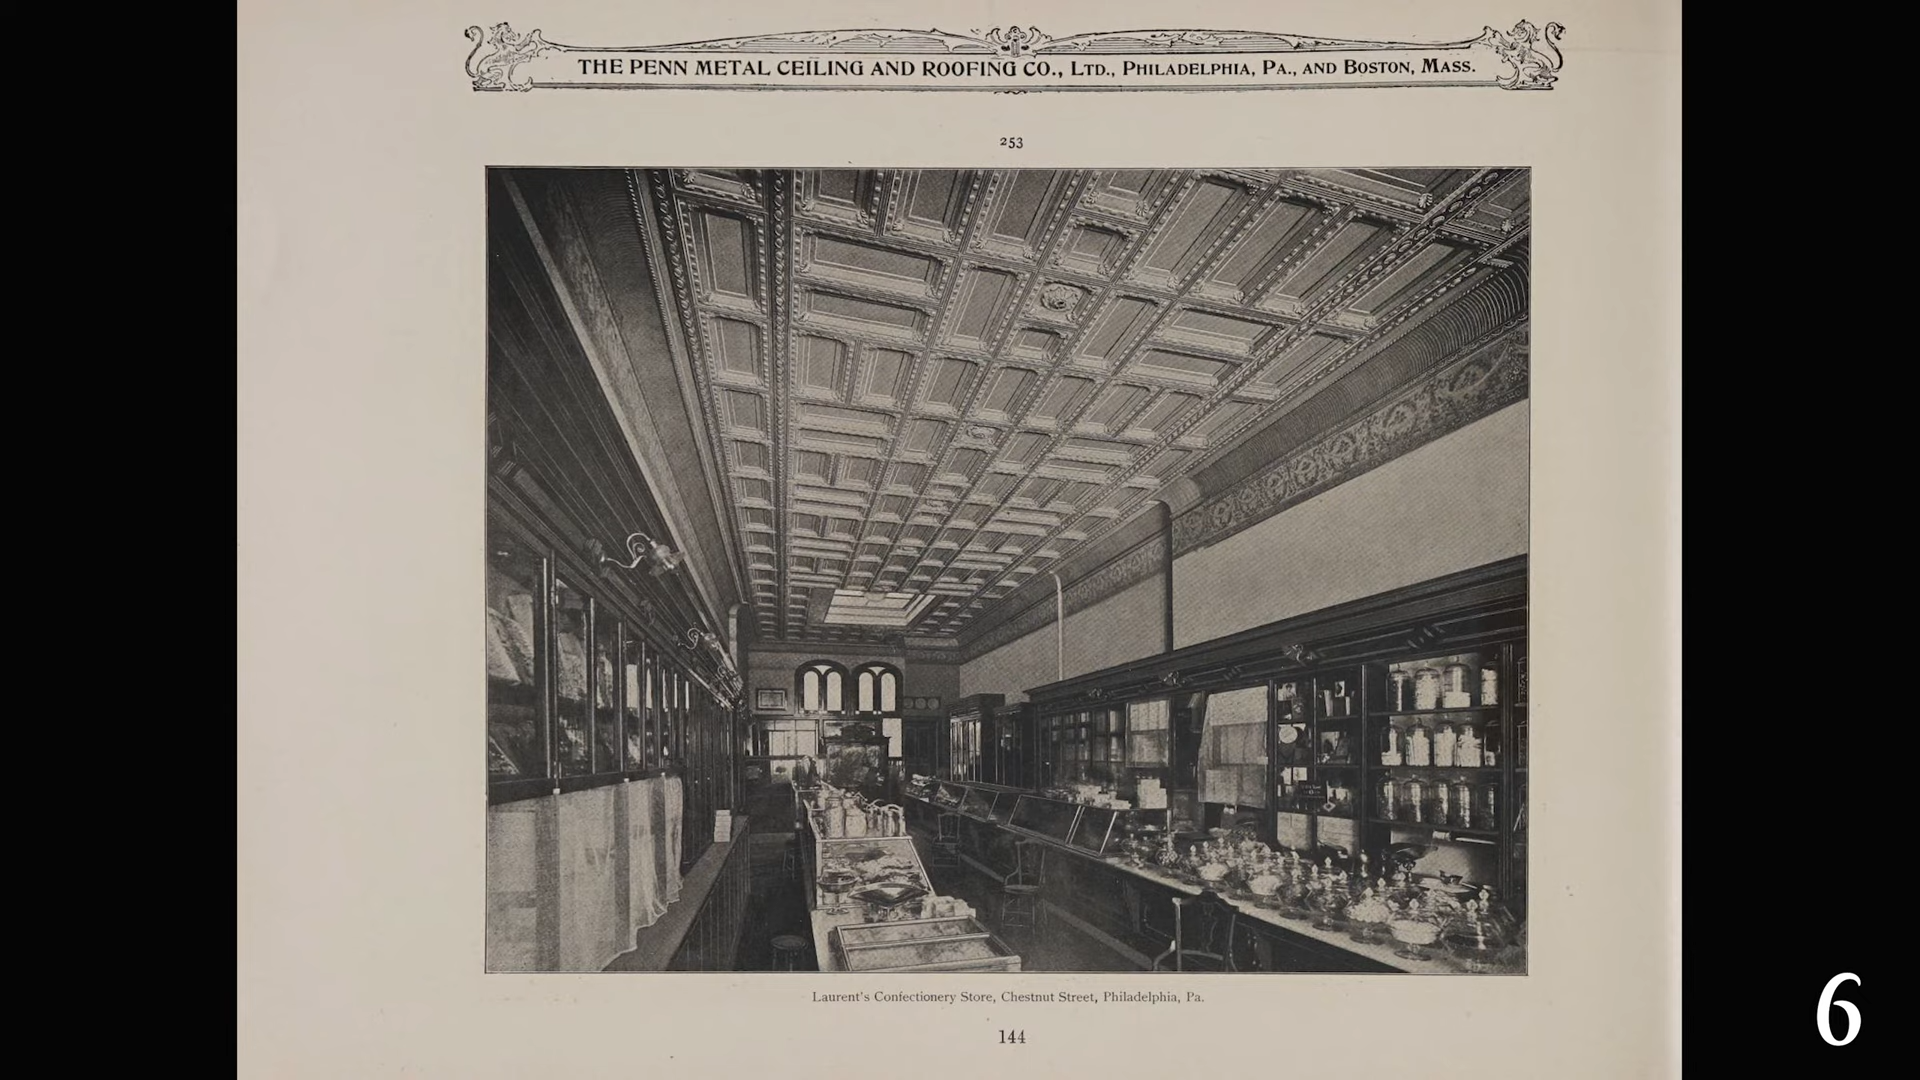 THE PENN METAL CEILING AND ROOFING CO., LTD., PHILADELPHIA, PA., AND BOSTON, MASS.
253
Laurent's Confectionery Store, Chestnut Street, Philadelphia, Pa.
144
6